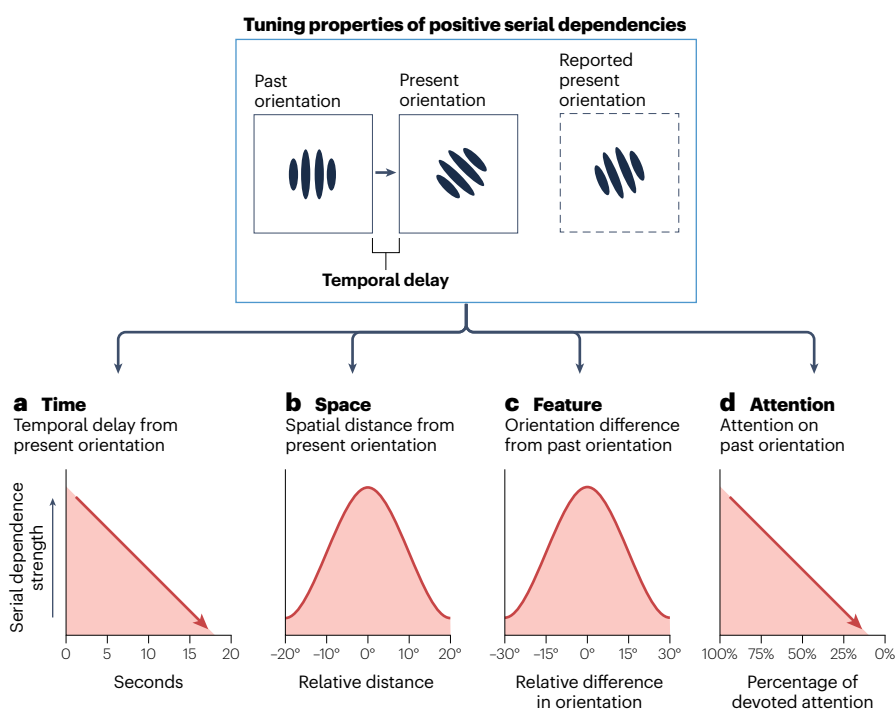 Tuning properties of positive serial dependencies
Past
orientation
Present
orientation
Reported
present
orientation
Temporal delay
a Time
Temporal delay from
present orientation
Serial dependence
strength
0 5 10 15 20
Seconds
b Space
Spatial distance from
present orientation
–20° –10° 0° 10° 20°
Relative distance
c Feature
Orientation difference
from past orientation
–30° –15° 0° 15° 30°
Relative difference
in orientation
d Attention
Attention on
past orientation
100% 75% 50% 25% 0%
Percentage of
devoted attention